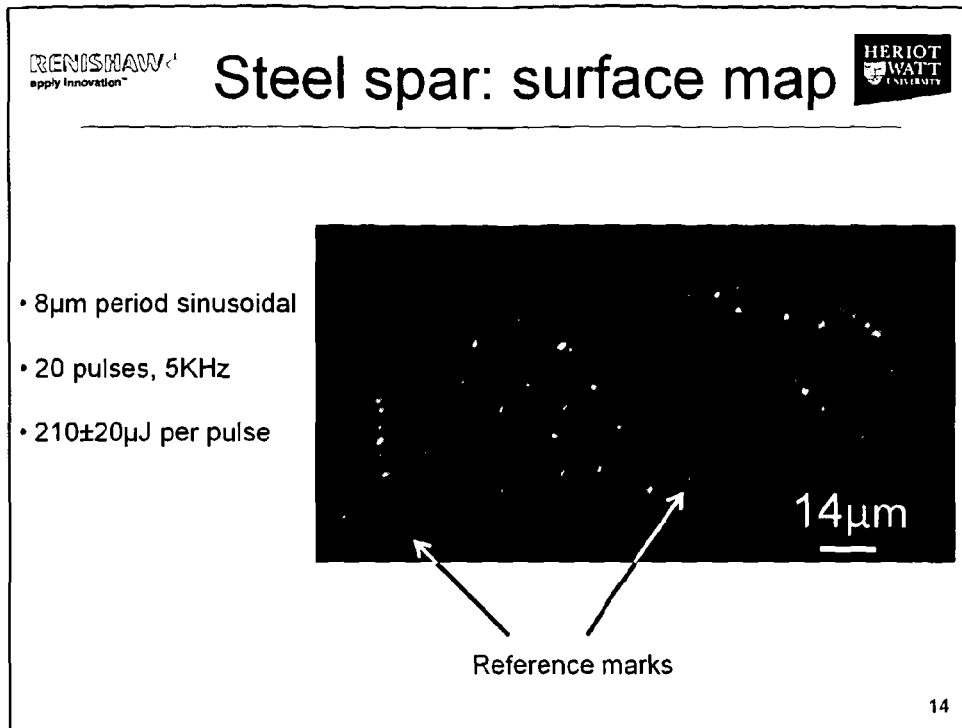 RENISHAW
apply innovation™
Steel spar: surface map
HERIOT
WATT
UNIVERSITY
• 8µm period sinusoidal
• 20 pulses, 5KHz
• 210±20µJ per pulse
14µm
Reference marks
14